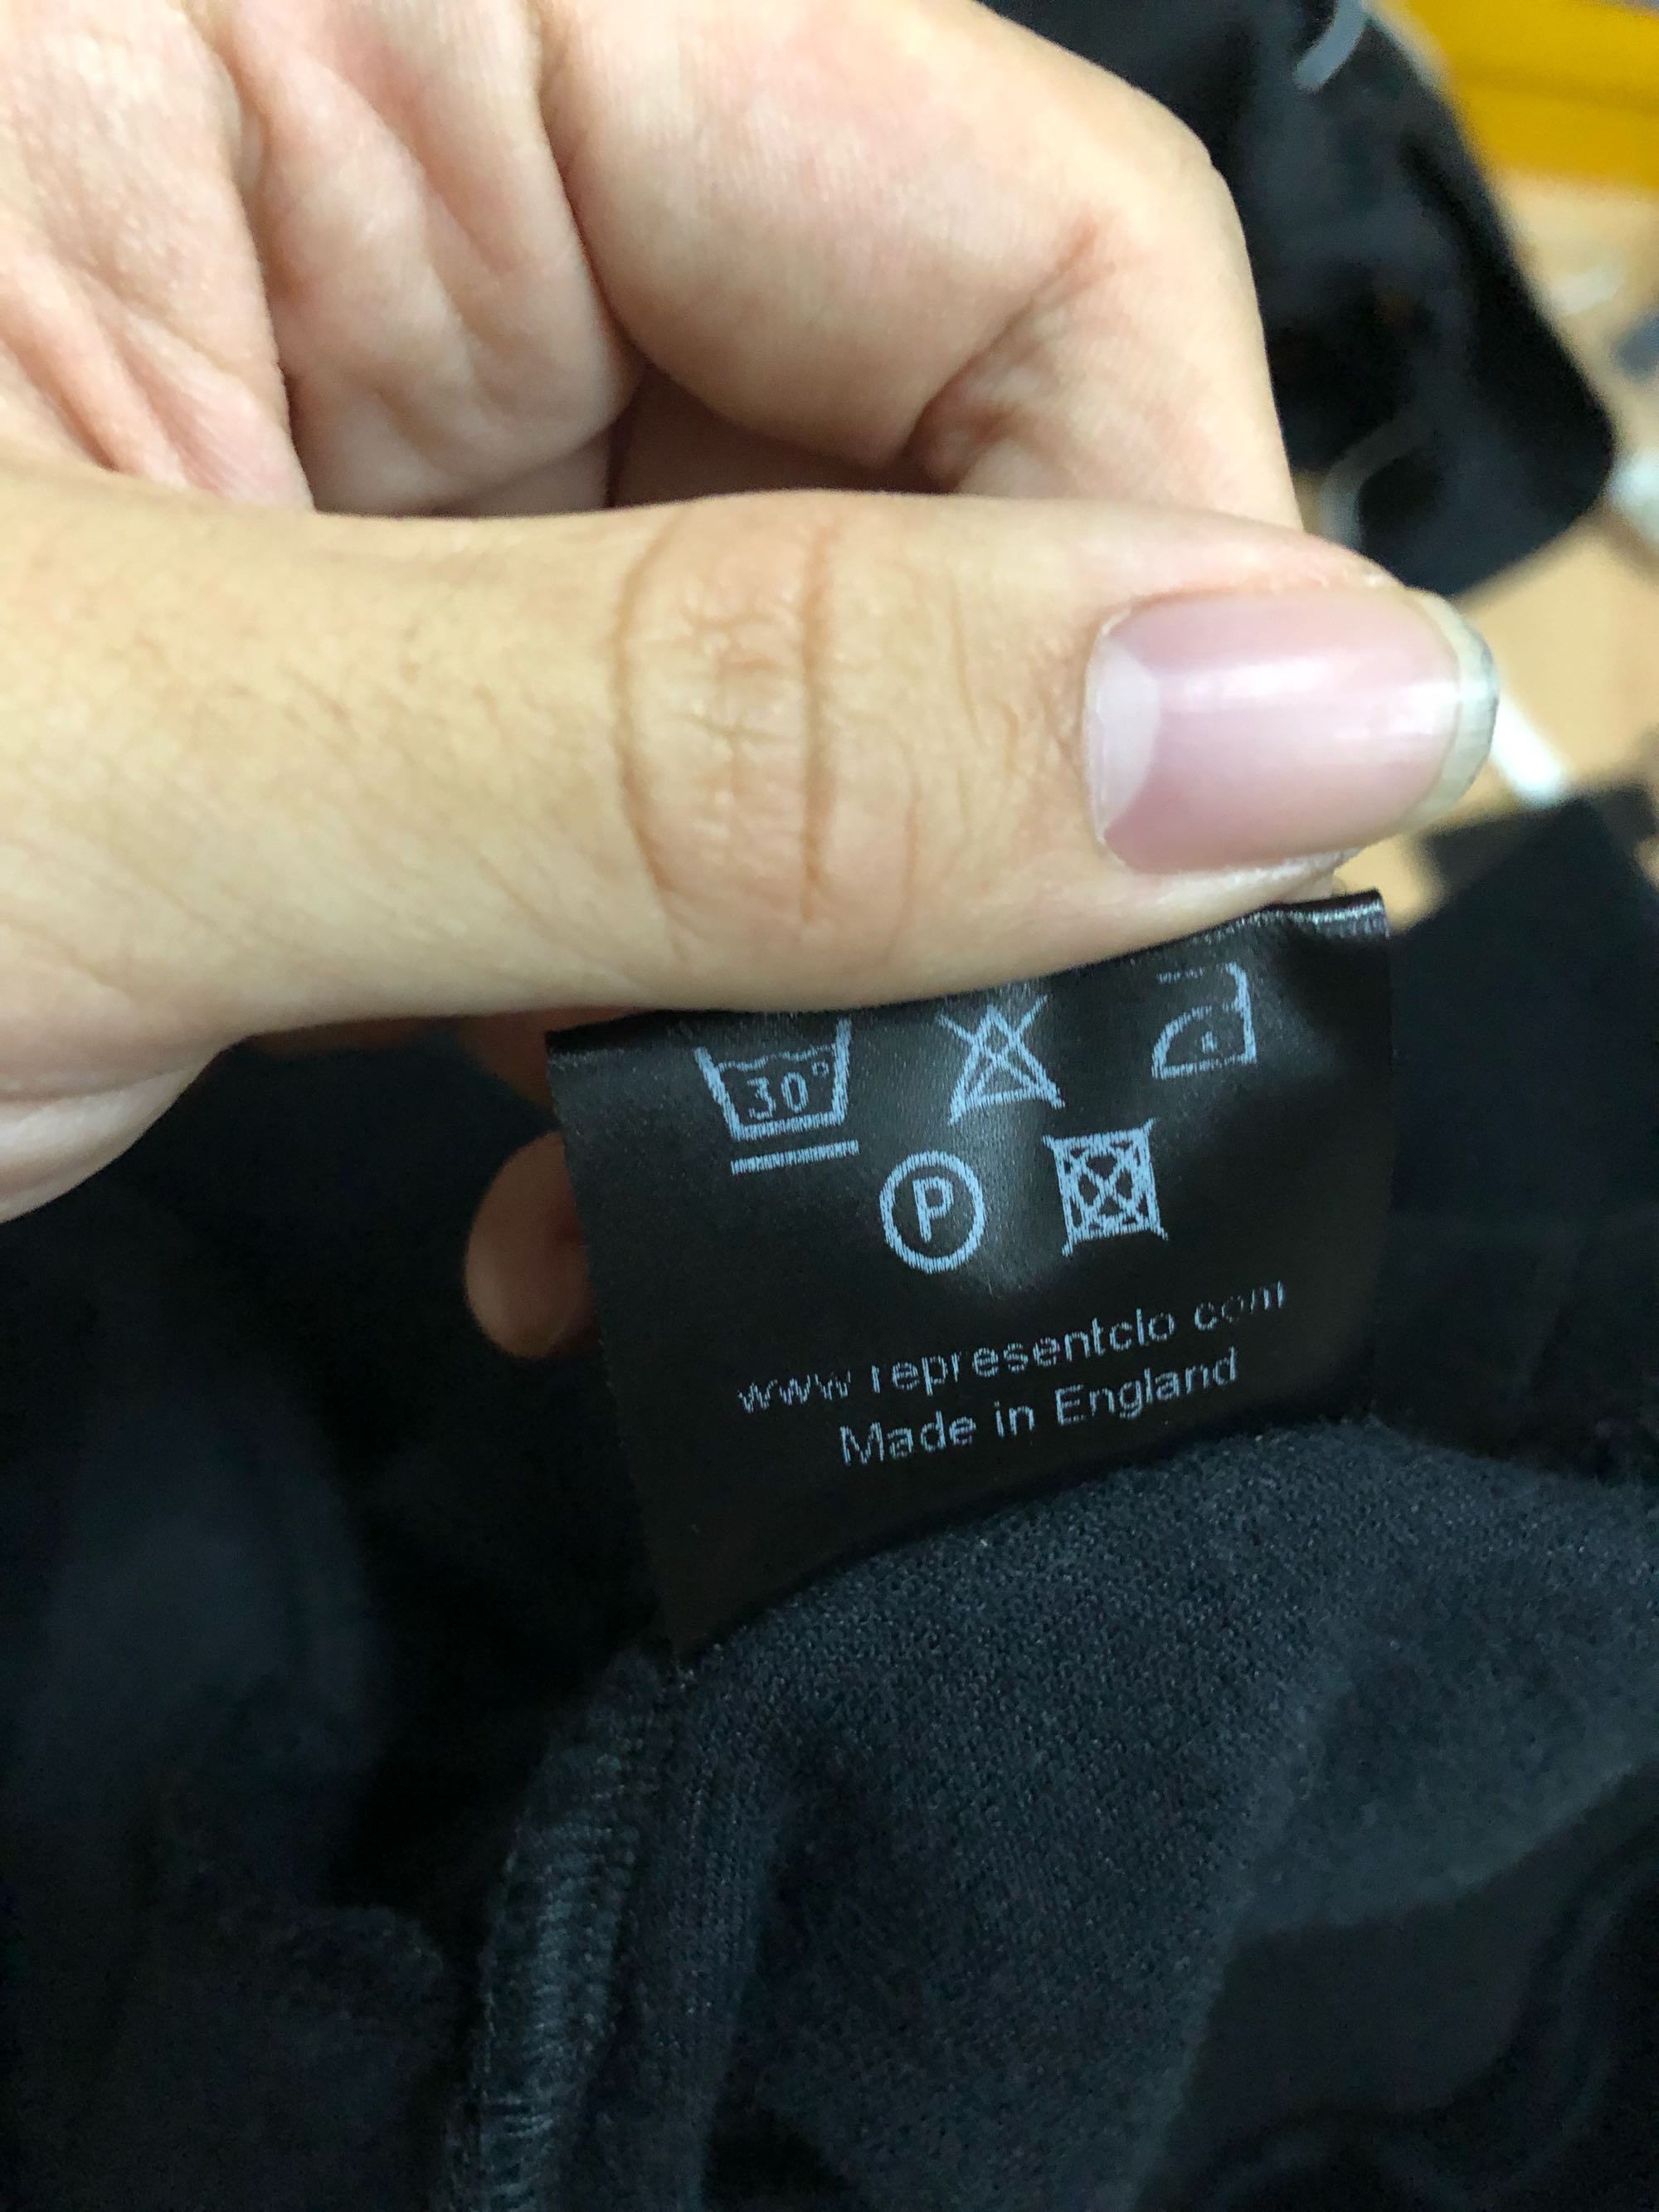 30°
P
www representclo com
Made in England